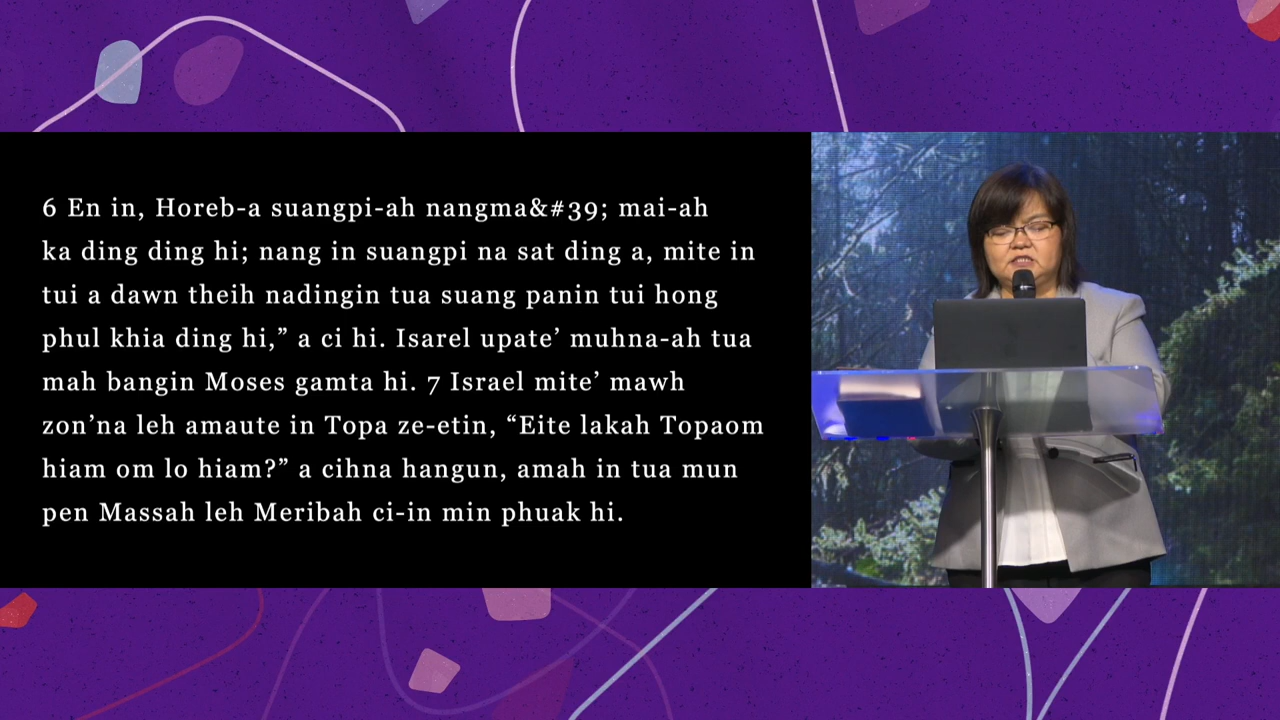 6 En in, Horeb-a suangpi-ah nangma&#39; mai-ah
ka ding ding hi; nang in suangpi na sat ding a, mite in
tui a dawn theih nadingin tua suang panin tui hong
phul khia ding hi,” a ci hi. Isarel upate’ muhna-ah tua
mah bangin Moses gamta hi. 7 Israel mite’ mawh
zon’na leh amaute in Topa ze-etin, “Eite lakah Topaom
hiam om lo hiam?” a cihna hangun, amah in tua mun
pen Massah leh Meribah ci-in min phuak hi.